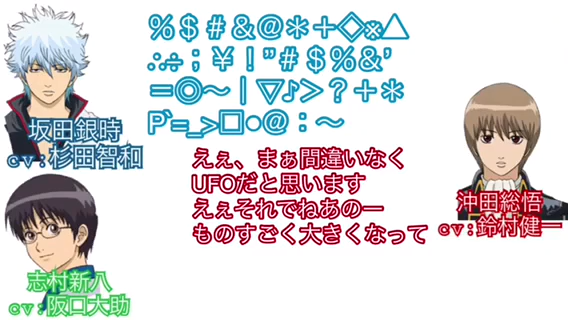 ％＄＃＆＠＊＋◇※△
∴÷；￥！”＃＄％＆’
＝◎〜｜▽♪＞？＋＊
P`=_>□●＠：〜
坂田銀時
cv:杉田智和
えぇ、まぁ間違いなく
UFOだと思います
えぇそれでねあのー
ものすごく大きくなって
沖田総悟
cv:鈴村健一
志村新八
cv:阪口大助